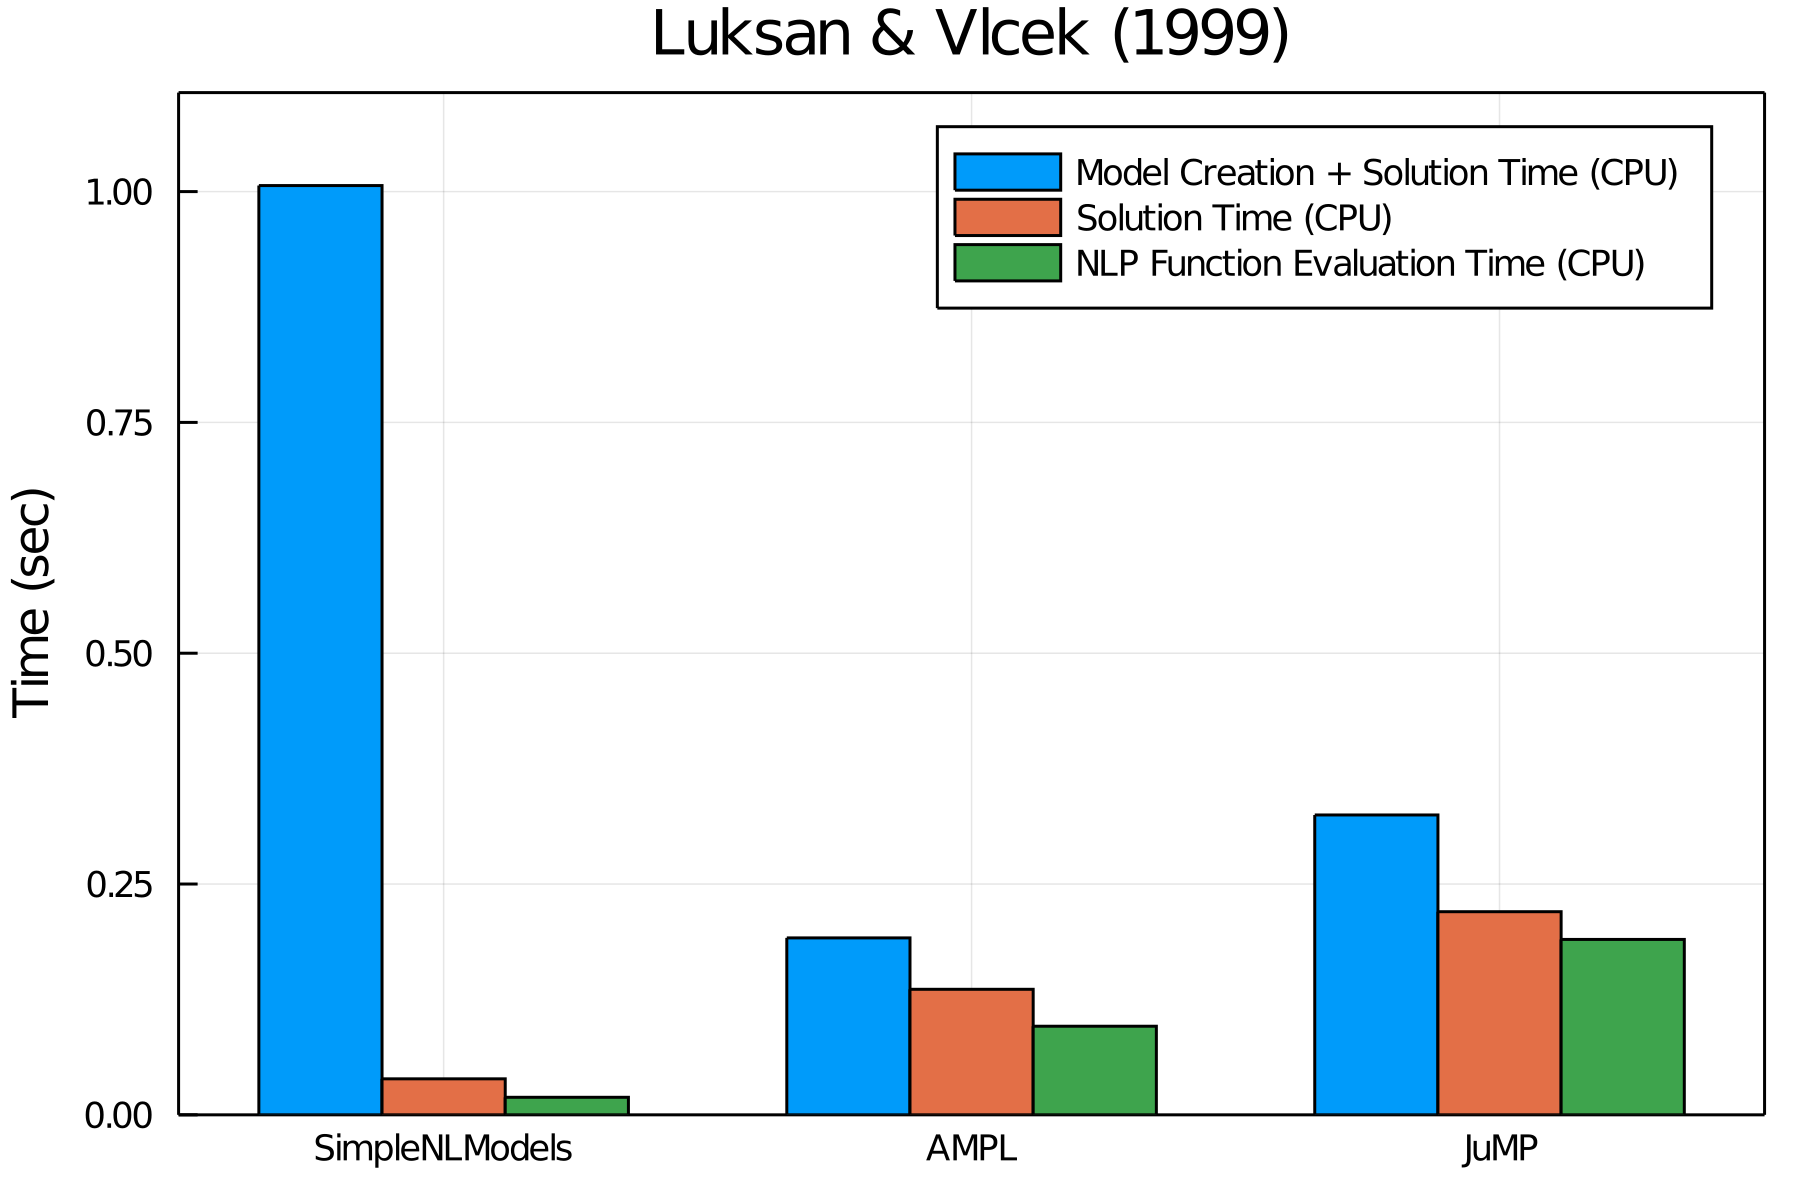 Luksan & Vlcek (1999)
Model Creation + Solution Time (CPU)
Solution Time (CPU)
NLP Function Evaluation Time (CPU)
Time (sec)
1.00
0.75
0.50
0.25
0.00
SimpleNLModels
AMPL
JuMP